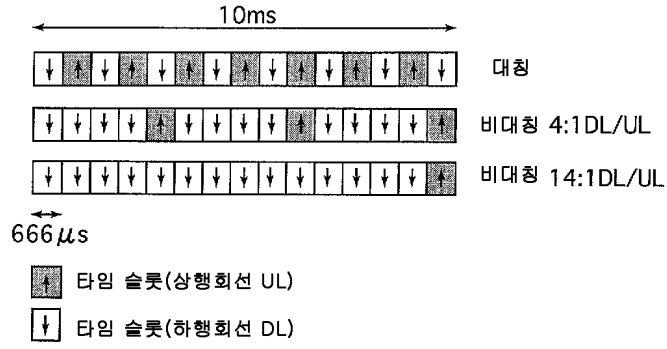 10ms
대칭
비대칭 4:1DL/UL
비대칭 14:1DL/UL
666μs
타임 슬롯(상행회선 UL)
타임 슬롯(하행회선 DL)